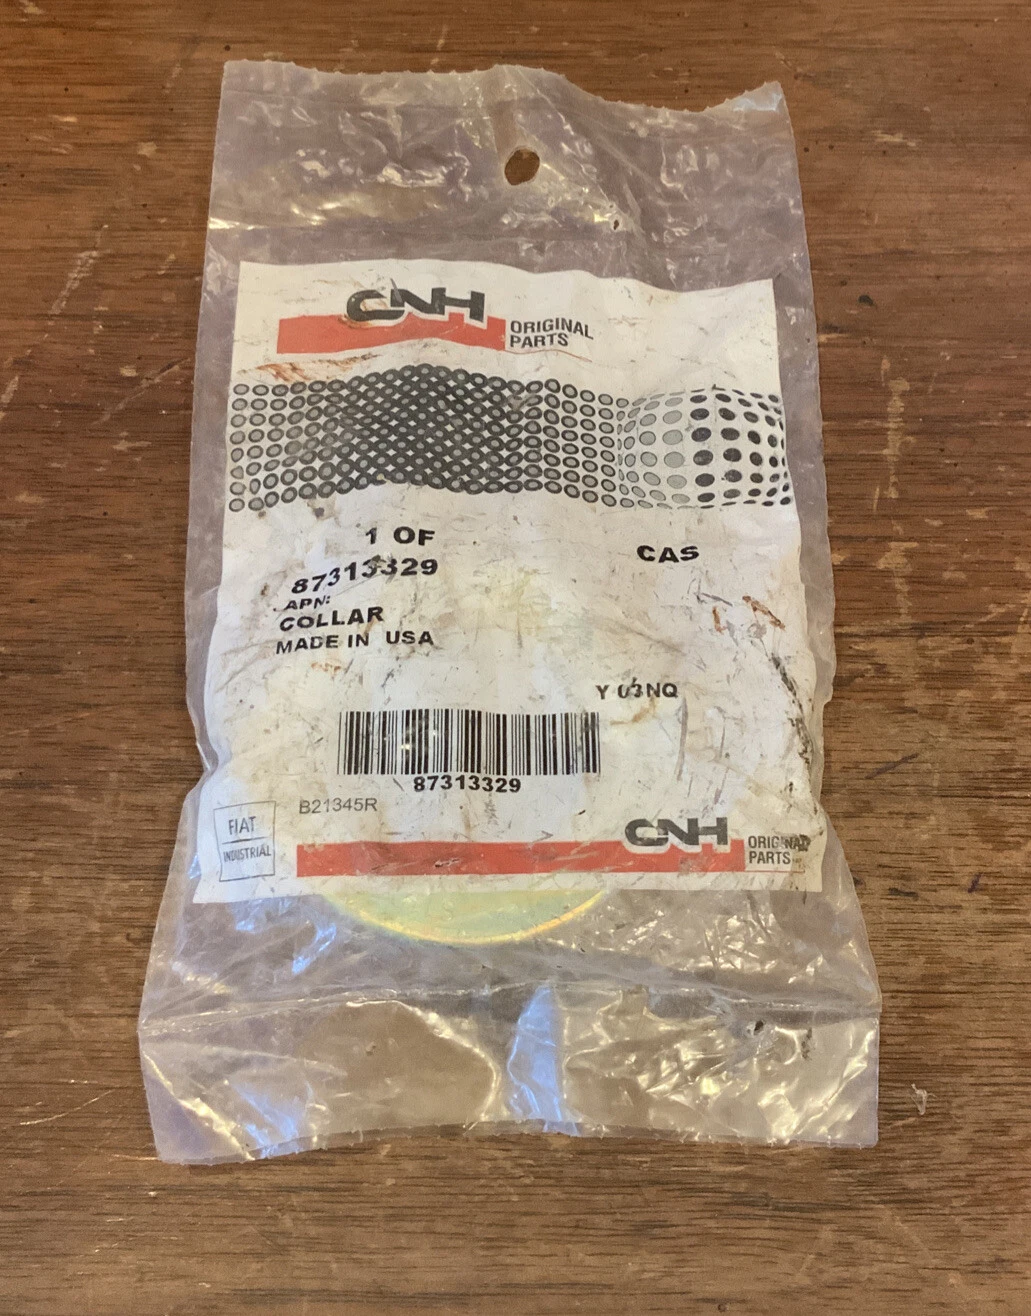 CNH
ORIGINAL
PARTS
1 OF
CAS
87313329
APN:
COLLAR
MADE IN USA
Y 03NQ
87313329
B21345R
FIAT
INDUSTRIAL
CNH
ORIGINAL
PARTS